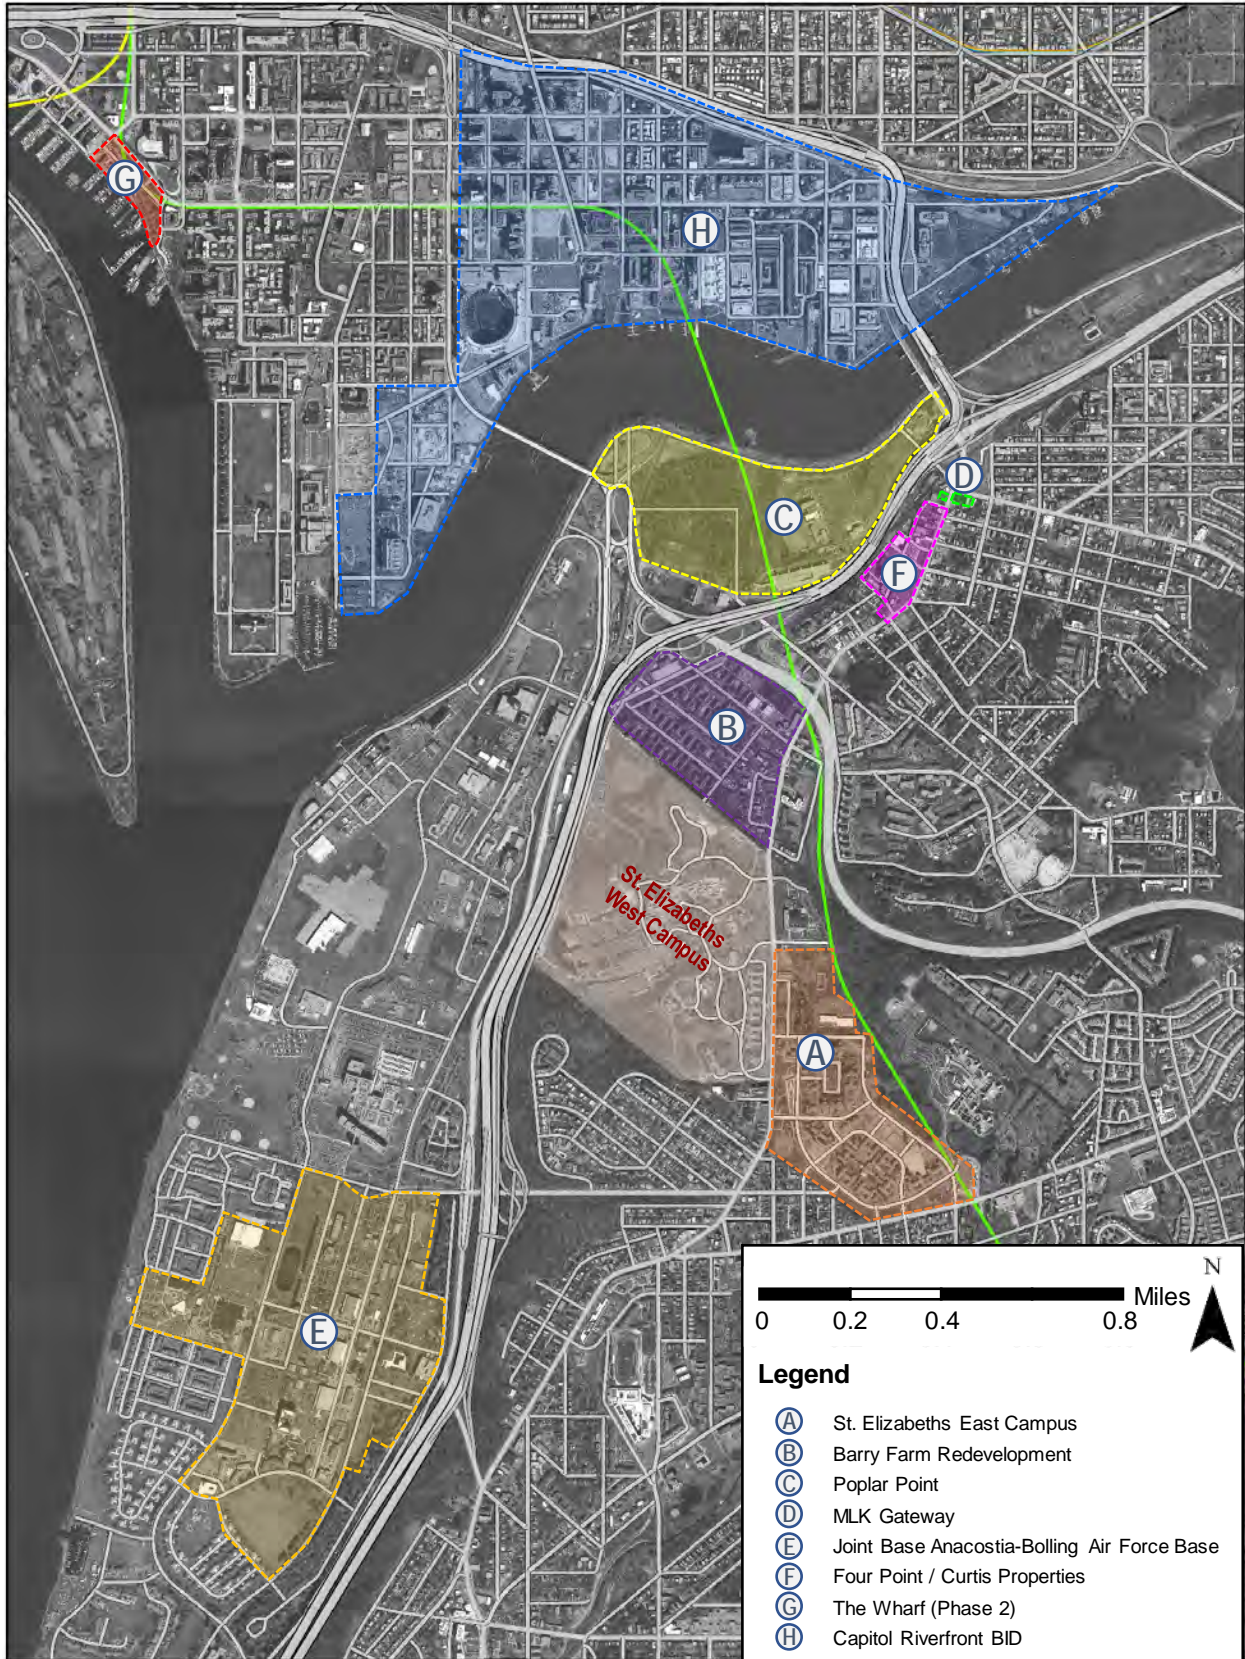 G
H
D
C
F
B
St. Elizabeths
West Campus
A
E
N
Miles
0 0.2 0.4 0.8
Legend
A St. Elizabeths East Campus
B Barry Farm Redevelopment
C Poplar Point
D MLK Gateway
E Joint Base Anacostia-Bolling Air Force Base
F Four Point / Curtis Properties
G The Wharf (Phase 2)
H Capitol Riverfront BID